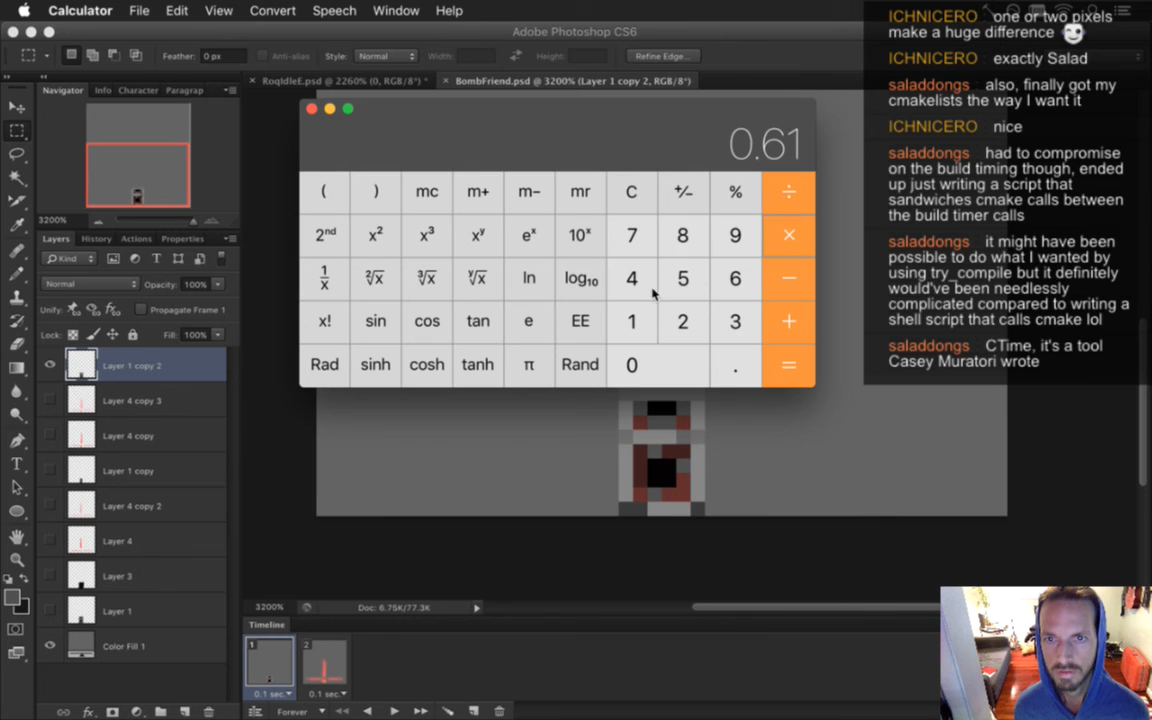 Calculator File Edit View Convert Speech Window Help
Adobe Photoshop CS6
Feather: 0 px Anti-alias Style: Normal Width: Height: Refine Edge...
RoqIdleE.psd @ 2260% (0, RGB/8*) *
BombFriend.psd @ 3200% (Layer 1 copy 2, RGB/8*)
Navigator Info Character Paragrap
3200%
Layers History Actions Properties
Kind
Normal Opacity: 100%
Unify: Propagate Frame 1
Lock: Fill: 100%
Layer 1 copy 2
Layer 4 copy 3
Layer 4 copy
Layer 1 copy
Layer 4 copy 2
Layer 4
Layer 3
Layer 1
Color Fill 1
fx
0.61
( ) mc m+ m− mr C +/− % ÷
2nd x² x³ xʸ eˣ 10ˣ 7 8 9 ×
1/x ²√x ³√x ʸ√x ln log₁₀ 4 5 6 −
x! sin cos tan e EE 1 2 3 +
Rad sinh cosh tanh π Rand 0 . =
3200% Doc: 6.75K/77.3K
Timeline
1 2
0.1 sec. 0.1 sec.
Forever
ICHNICERO one or two pixels
make a huge difference
ICHNICERO exactly Salad
saladdongs also, finally got my
cmakelists the way I want it
ICHNICERO nice
saladdongs had to compromise
on the build timing though, ended
up just writing a script that
sandwiches cmake calls between
the build timer calls
saladdongs it might have been
possible to do what I wanted by
using try_compile but it definitely
would've been needlessly
complicated compared to writing a
shell script that calls cmake lol
saladdongs CTime, it's a tool
Casey Muratori wrote